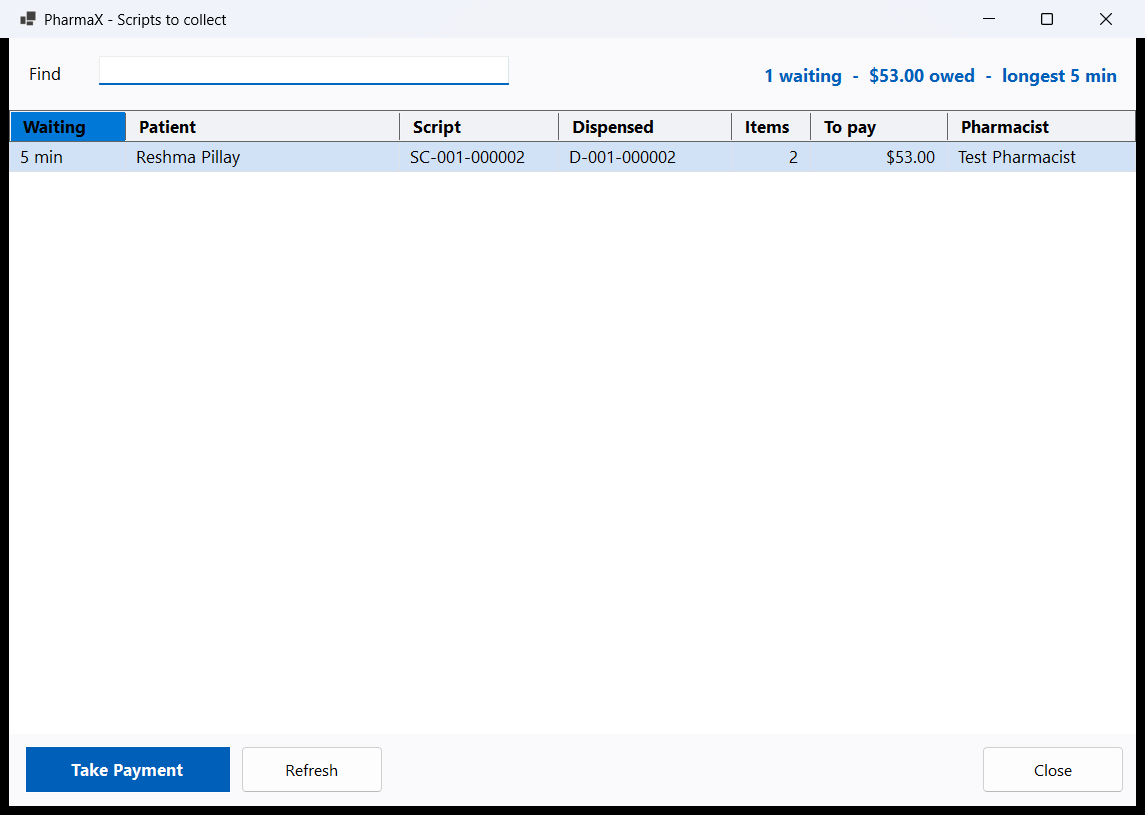 PharmaX - Scripts to collect
Find
1 waiting - $53.00 owed - longest 5 min
Waiting Patient Script Dispensed Items To pay Pharmacist
5 min Reshma Pillay SC-001-000002 D-001-000002 2 $53.00 Test Pharmacist
Take Payment Refresh Close